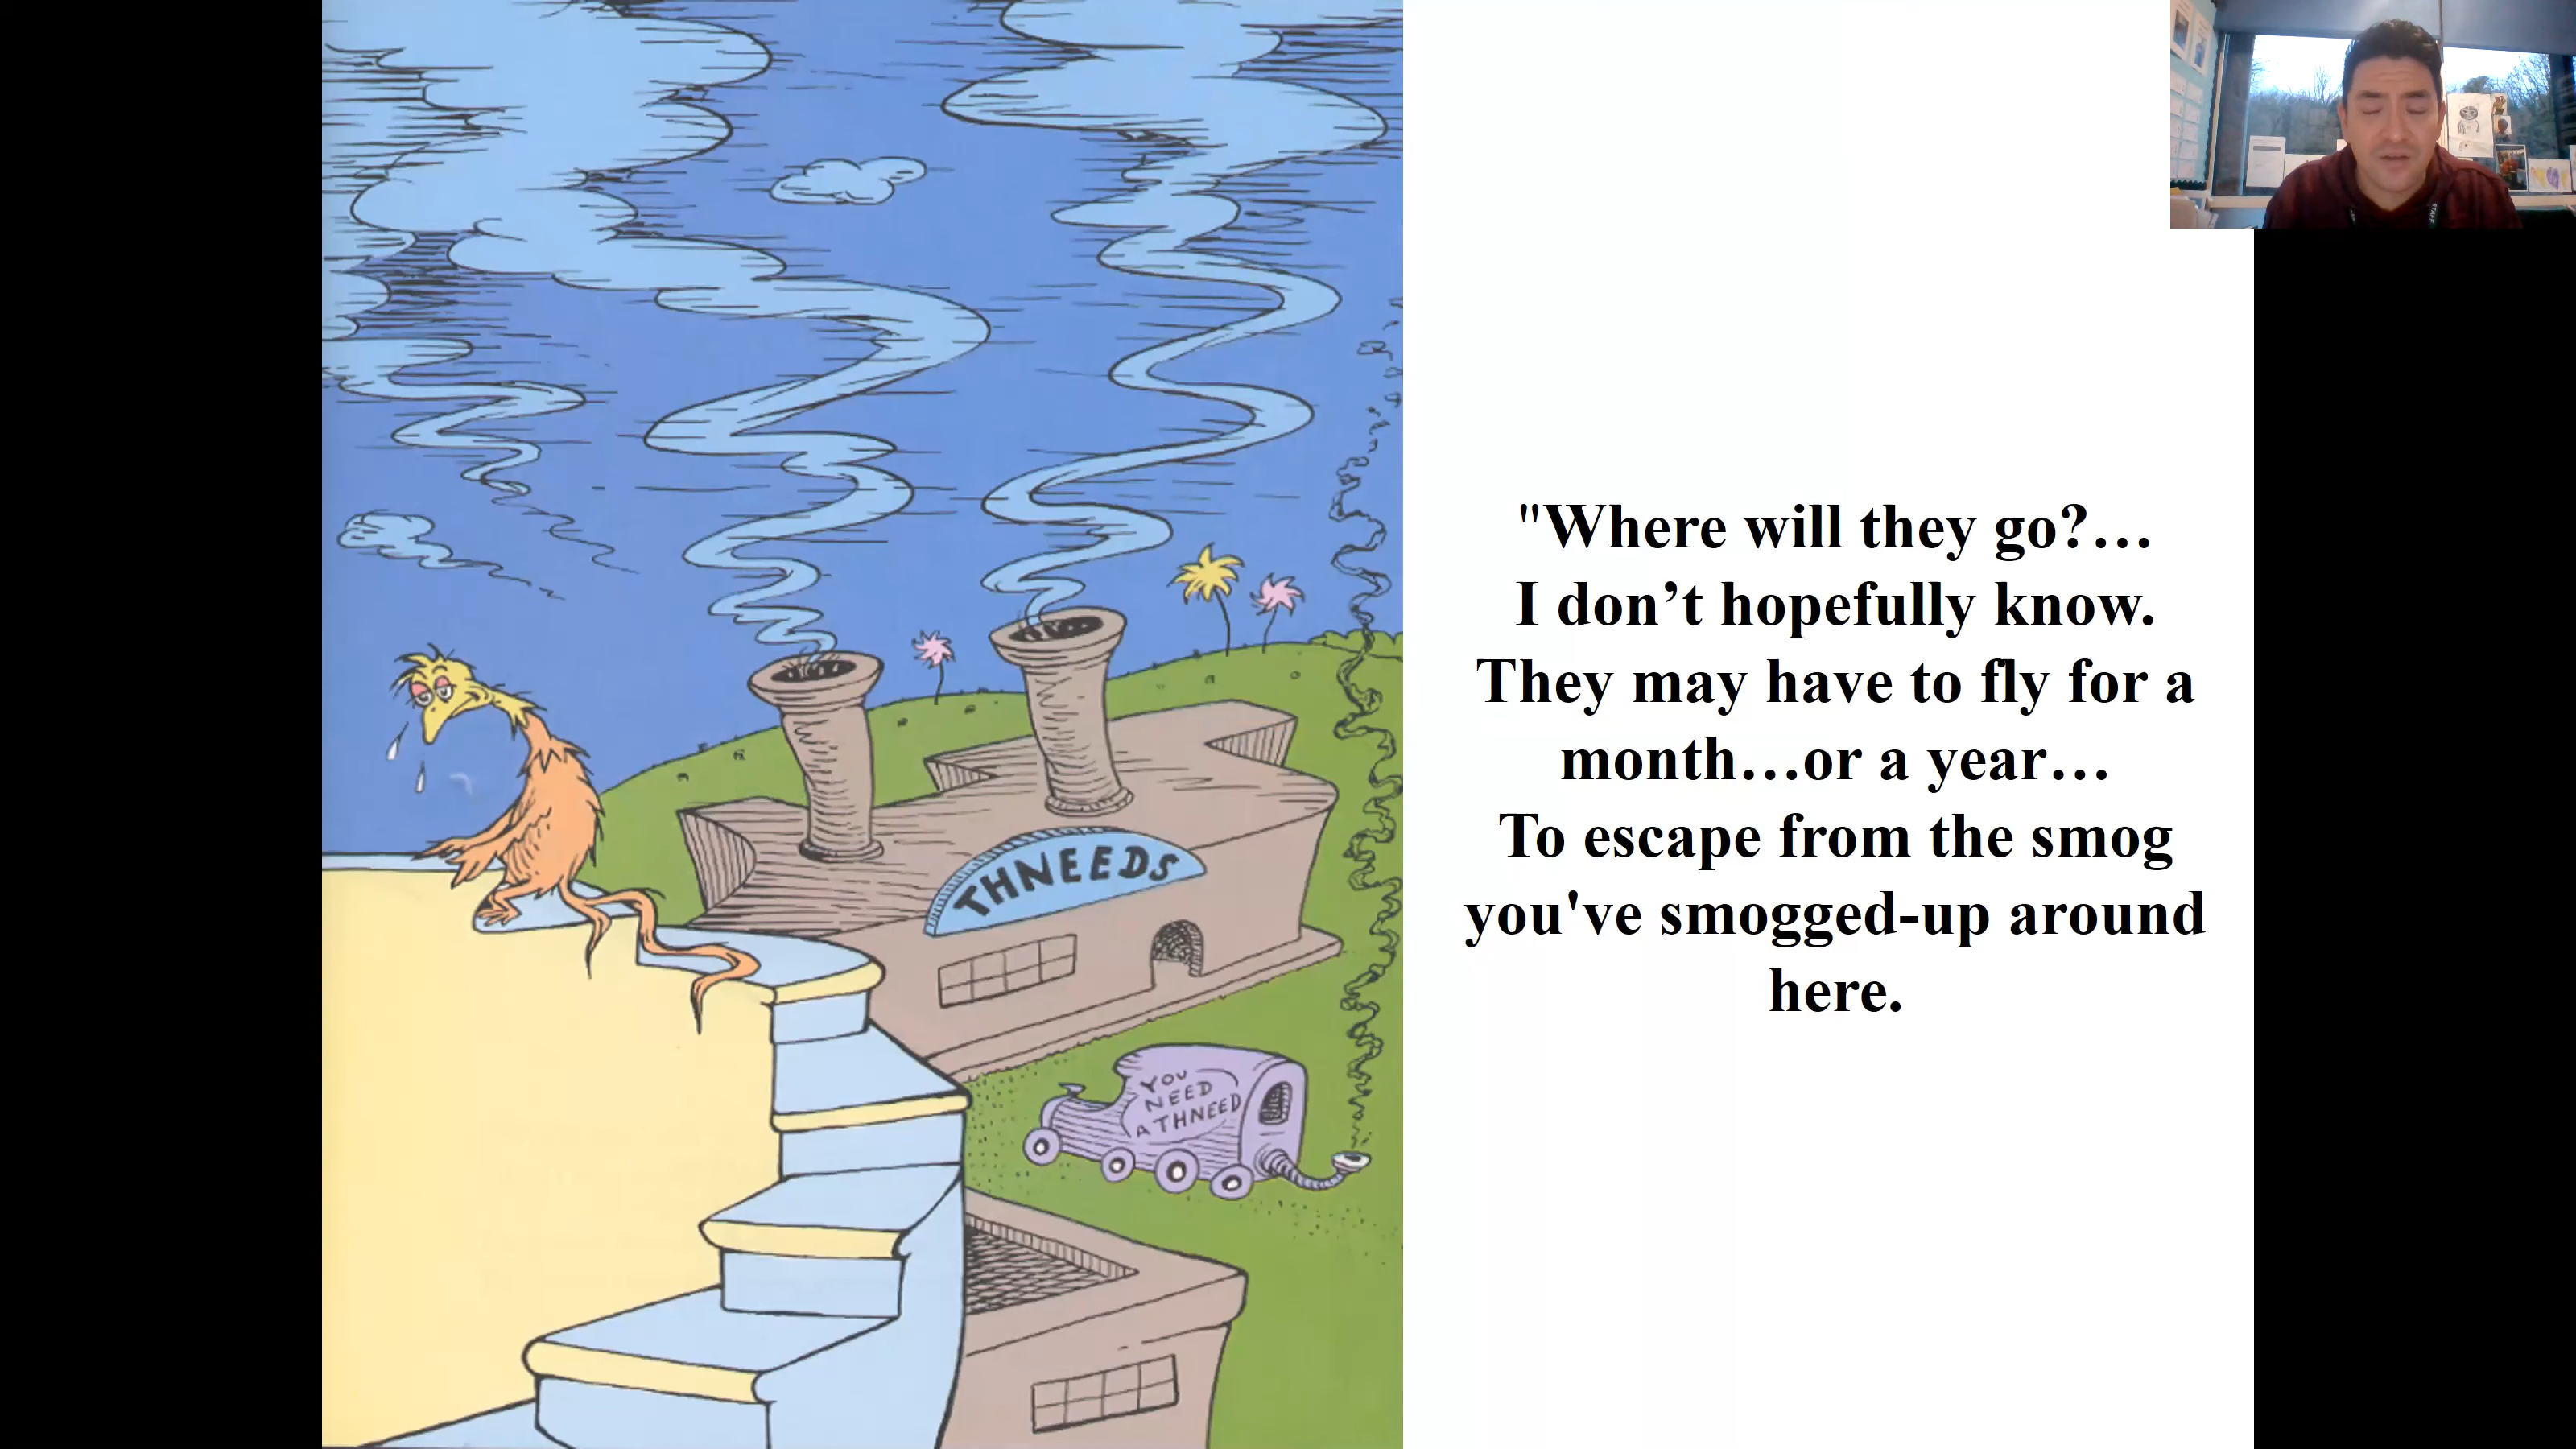 "Where will they go?…
I don’t hopefully know.
They may have to fly for a
month…or a year…
To escape from the smog
you've smogged-up around
here.
THNEEDS
YOU
NEED
A THNEED
STAFF